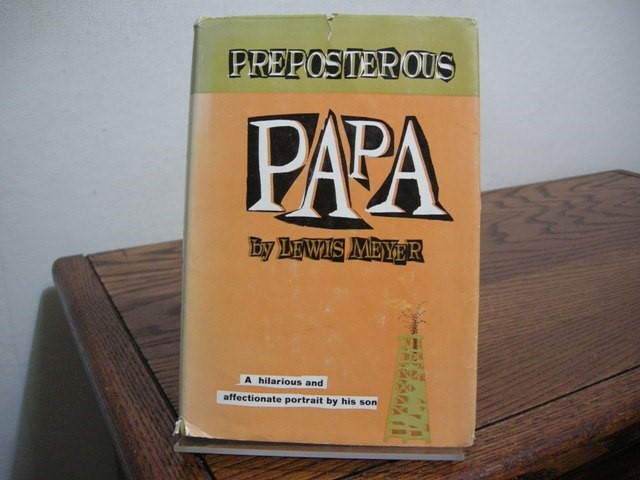 PREPOSTEROUS
PAPA
by LEWIS MEYER
A hilarious and
affectionate portrait by his son